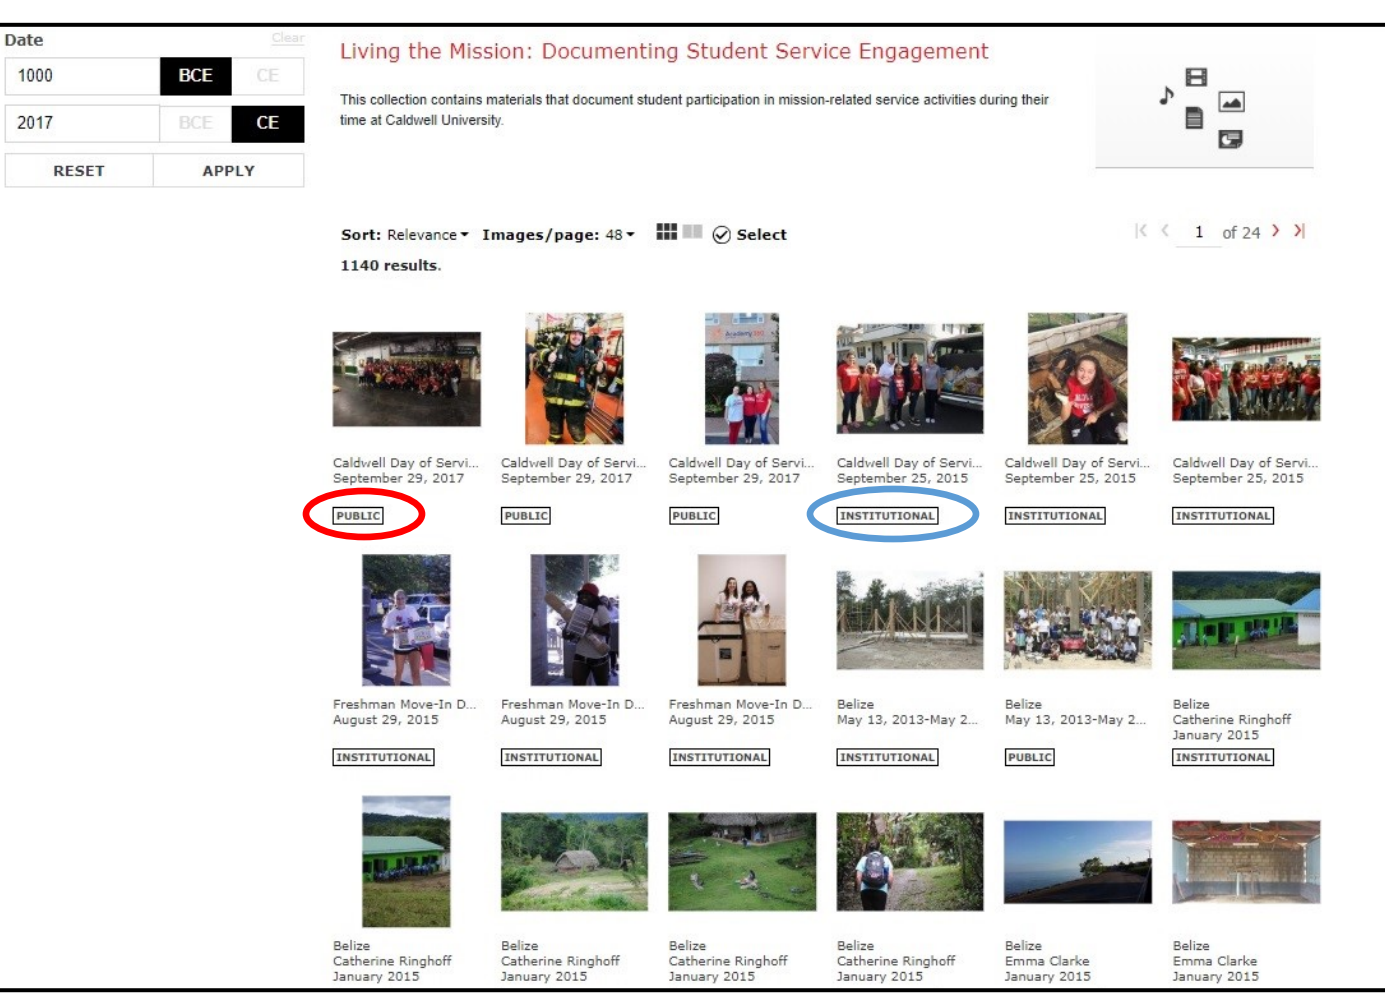 Date
Clear
1000
BCE
CE
2017
BCE
CE
RESET
APPLY
Living the Mission: Documenting Student Service Engagement
This collection contains materials that document student participation in mission-related service activities during their
time at Caldwell University.
Sort: Relevance Images/page: 48 Select
1 of 24
1140 results.
Caldwell Day of Servi...
September 29, 2017
PUBLIC
Caldwell Day of Servi...
September 29, 2017
PUBLIC
Caldwell Day of Servi...
September 29, 2017
PUBLIC
Caldwell Day of Servi...
September 25, 2015
INSTITUTIONAL
Caldwell Day of Servi...
September 25, 2015
INSTITUTIONAL
Caldwell Day of Servi...
September 25, 2015
INSTITUTIONAL
Freshman Move-In D...
August 29, 2015
INSTITUTIONAL
Freshman Move-In D...
August 29, 2015
INSTITUTIONAL
Freshman Move-In D...
August 29, 2015
INSTITUTIONAL
Belize
May 13, 2013-May 2...
INSTITUTIONAL
Belize
May 13, 2013-May 2...
PUBLIC
Belize
Catherine Ringhoff
January 2015
INSTITUTIONAL
Belize
Catherine Ringhoff
January 2015
Belize
Catherine Ringhoff
January 2015
Belize
Catherine Ringhoff
January 2015
Belize
Catherine Ringhoff
January 2015
Belize
Emma Clarke
January 2015
Belize
Emma Clarke
January 2015